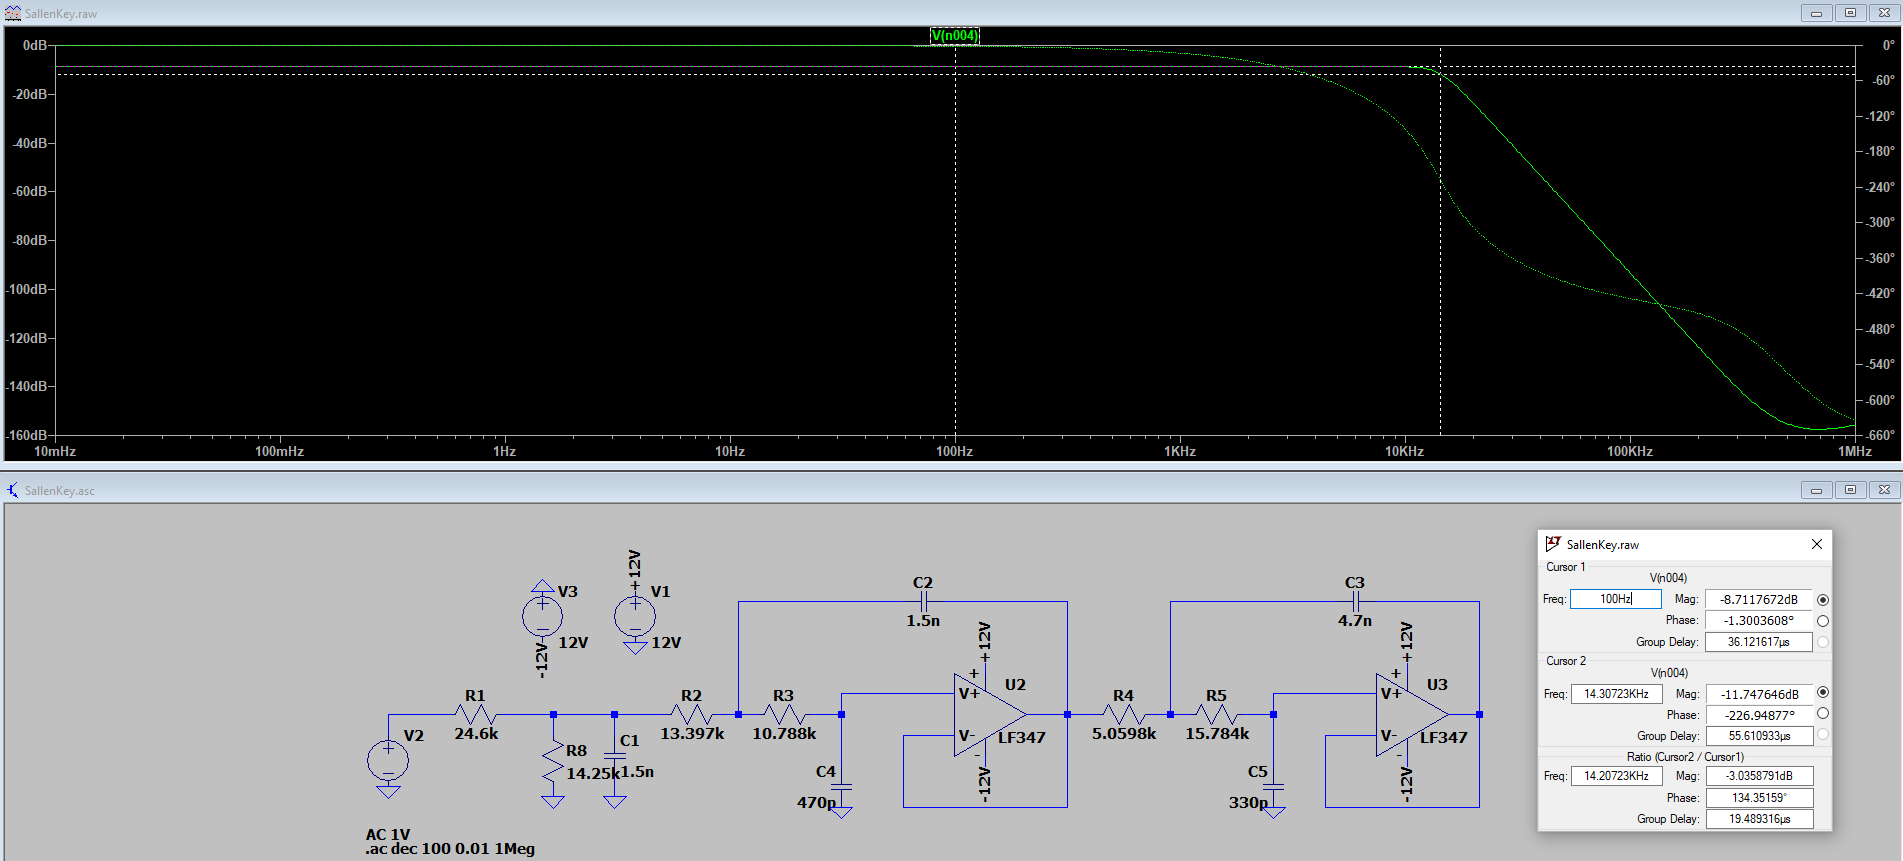 SallenKey.raw
V(n004)
0dB
-20dB
-40dB
-60dB
-80dB
-100dB
-120dB
-140dB
-160dB
0°
-60°
-120°
-180°
-240°
-300°
-360°
-420°
-480°
-540°
-600°
-660°
10mHz 100mHz 1Hz 10Hz 100Hz 1KHz 10KHz 100KHz 1MHz
SallenKey.asc
V3
12V
-12V
+12V
V1
12V
C2
1.5n
C3
4.7n
R1
24.6k
V2
R8
14.25k
C1
1.5n
R2
13.397k
R3
10.788k
C4
470p
+12V
U2
V+
V-
LF347
-12V
R4
5.0598k
R5
15.784k
C5
330p
+12V
U3
V+
V-
LF347
-12V
AC 1V
.ac dec 100 0.01 1Meg
SallenKey.raw
Cursor 1
V(n004)
Freq: 100Hz Mag: -8.7117672dB
Phase: -1.3003608°
Group Delay: 36.121617µs
Cursor 2
V(n004)
Freq: 14.30723KHz Mag: -11.747646dB
Phase: -226.94877°
Group Delay: 55.610933µs
Ratio (Cursor2 / Cursor1)
Freq: 14.20723KHz Mag: -3.0358791dB
Phase: 134.35159°
Group Delay: 19.489316µs